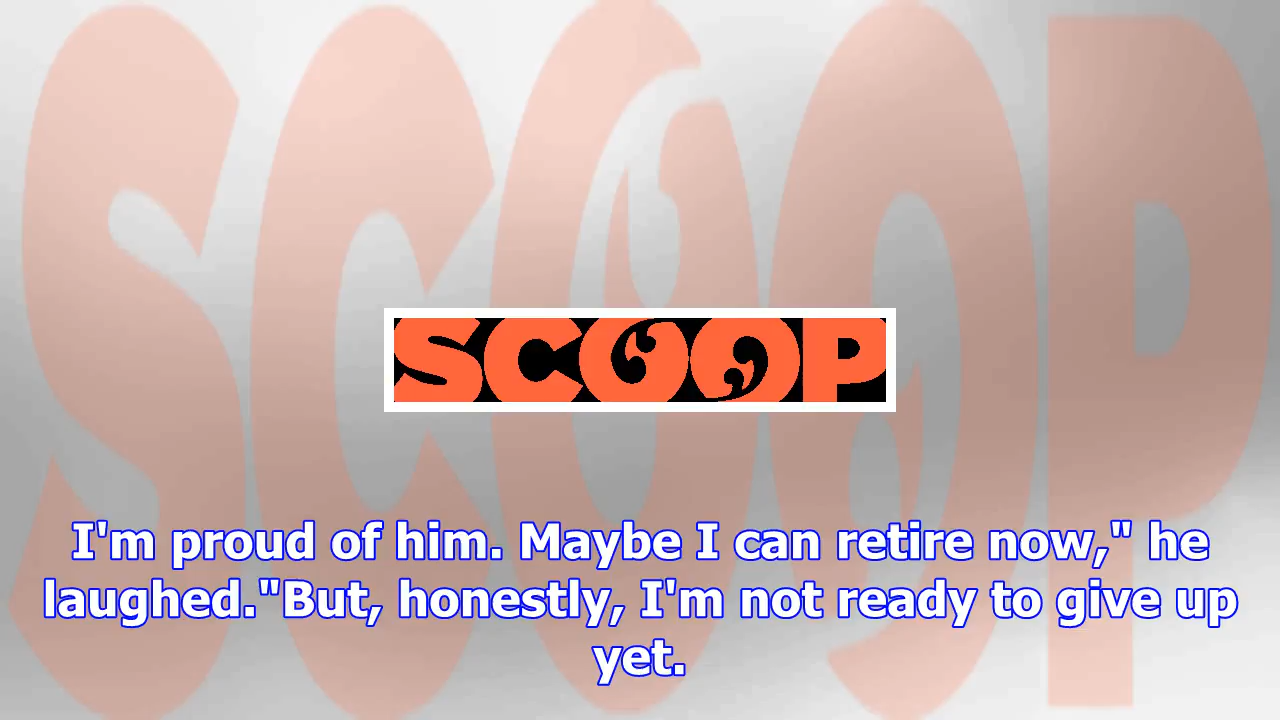 SCOOP
SCOOP
I'm proud of him. Maybe I can retire now," he
laughed."But, honestly, I'm not ready to give up
yet.